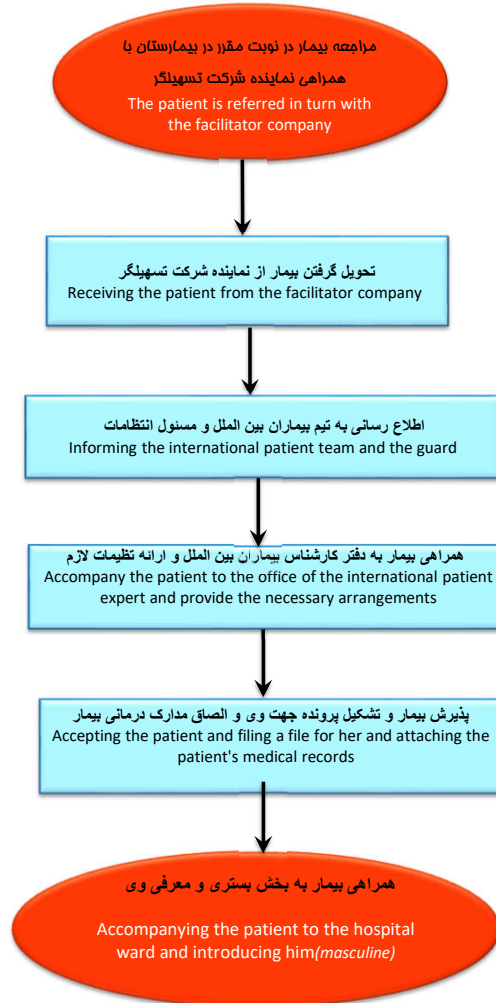 مراجعه بیمار در نوبت مقرر در بیمارستان با
همراهی نماینده شرکت تسهیلگر
The patient is referred in turn with
the facilitator company
تحویل گرفتن بیمار از نماینده شرکت تسهیلگر
Receiving the patient from the facilitator company
اطلاع رسانی به تیم بیماران بین الملل و مسئول انتظامات
Informing the international patient team and the guard
همراهی بیمار به دفتر کارشناس بیماران بین الملل و ارائه تظیمات لازم
Accompany the patient to the office of the international patient
expert and provide the necessary arrangements
پذیرش بیمار و تشکیل پرونده جهت وی و الصاق مدارک درمانی بیمار
Accepting the patient and filing a file for her and attaching the
patient's medical records
همراهی بیمار به بخش بستری و معرفی وی
Accompanying the patient to the hospital
ward and introducing him(masculine)